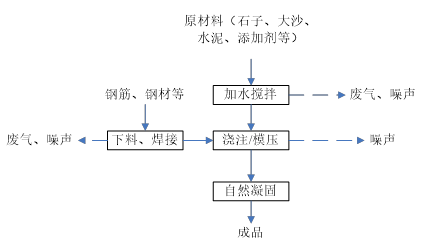 原材料（石子、大沙、
水泥、添加剂等）
钢筋、钢材等
加水搅拌
废气、噪声
废气、噪声
下料、焊接
浇注/模压
噪声
自然凝固
成品